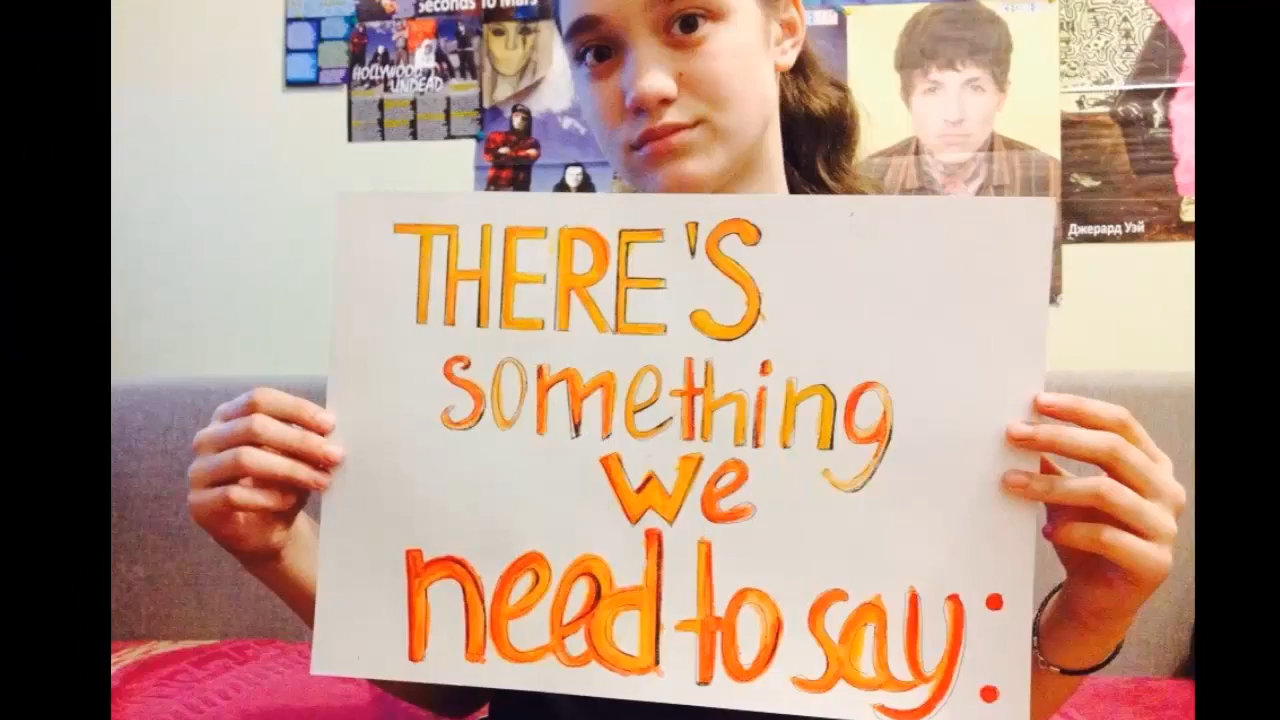 Seconds To Mars
HOLLYWOOD
UNDEAD
Джерард Уэй
THERE'S
something
we
need to say: